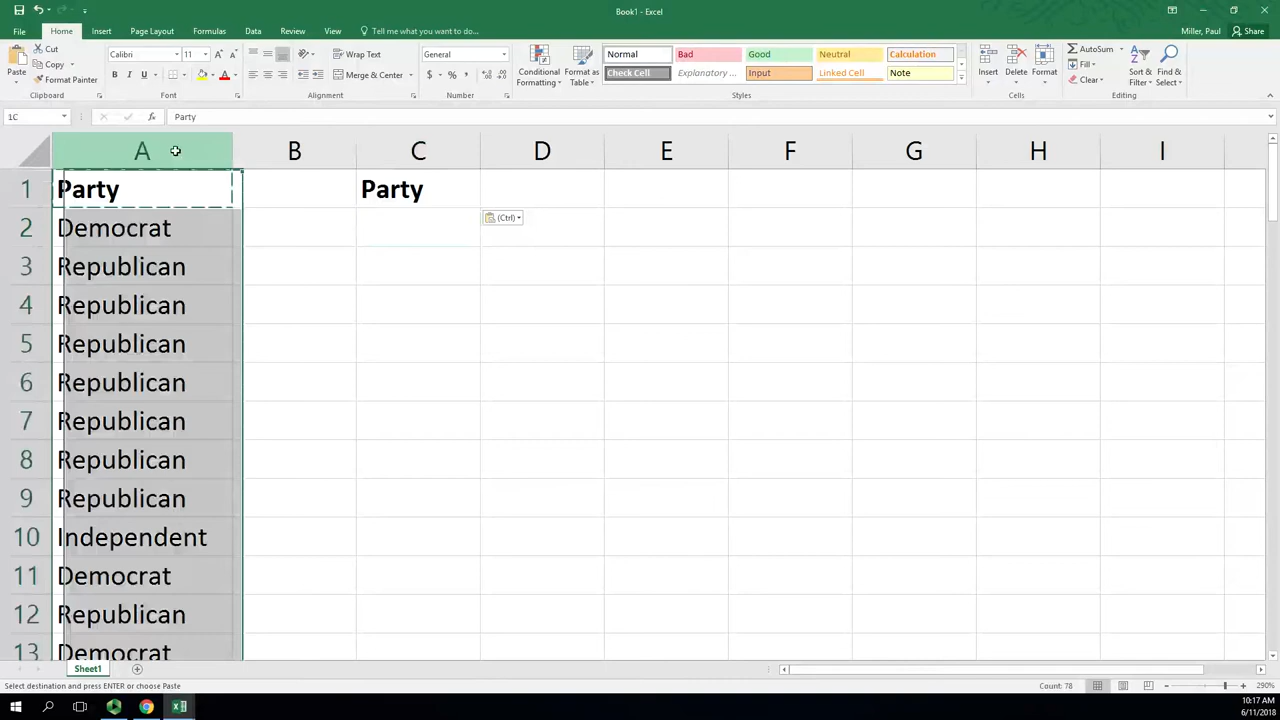 Book1 - Excel
File Home Insert Page Layout Formulas Data Review View Tell me what you want to do... Miller, Paul Share
Paste Cut Copy Format Painter Clipboard
Calibri 11 Font
Wrap Text Merge & Center Alignment
General Number
Conditional Formatting Format as Table
Normal Bad Good Neutral Calculation
Check Cell Explanatory ... Input Linked Cell Note
Styles
Insert Delete Format Cells
AutoSum Fill Clear Sort & Filter Find & Select Editing
1C fx Party
A B C D E F G H I
1 Party Party
2 Democrat (Ctrl)
3 Republican
4 Republican
5 Republican
6 Republican
7 Republican
8 Republican
9 Republican
10 Independent
11 Democrat
12 Republican
13 Democrat
Sheet1
Select destination and press ENTER or choose Paste Count: 78 290%
10:17 AM
6/11/2018